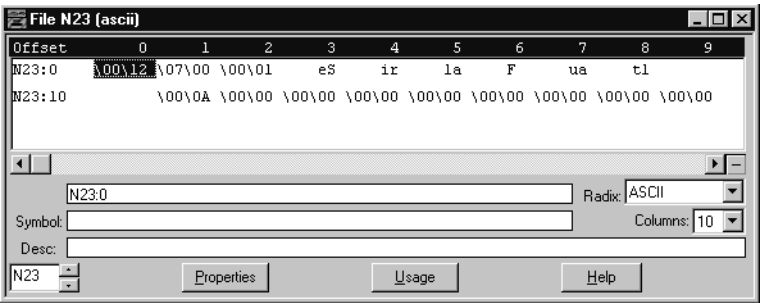 File N23 (ascii)
Offset 0 1 2 3 4 5 6 7 8 9
N23:0 \00\12 \07\00 \00\01 eS ir la F ua tl
N23:10 \00\0A \00\00 \00\00 \00\00 \00\00 \00\00 \00\00 \00\00 \00\00
N23:0 Radix: ASCII
Symbol: Columns: 10
Desc:
N23 Properties Usage Help